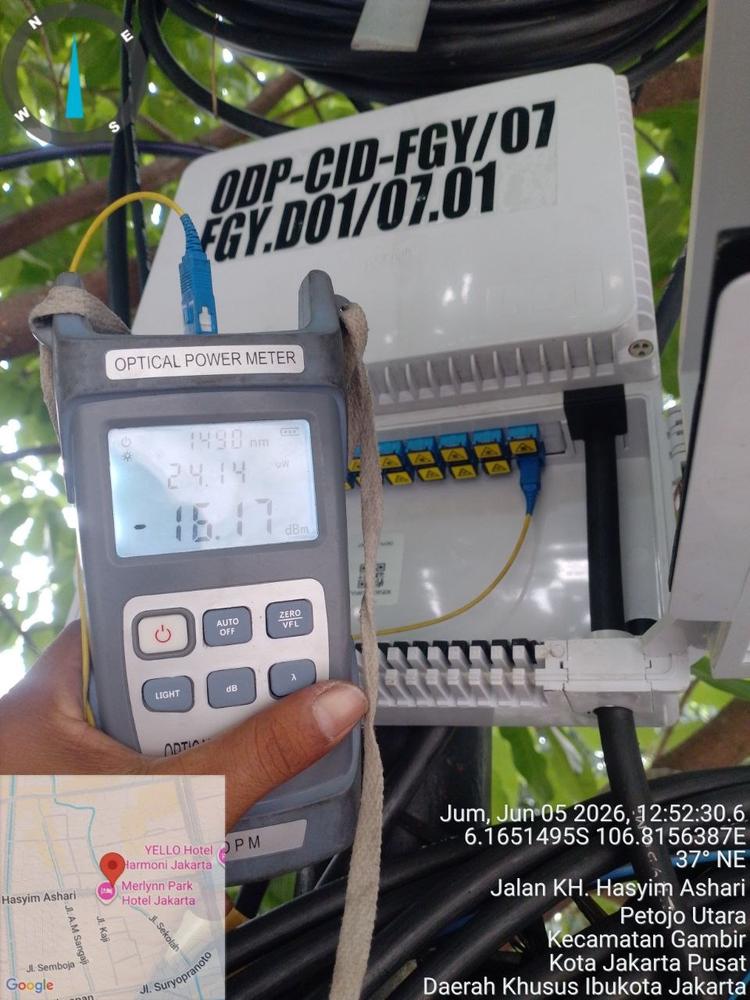 N
E
W
S
ODP-CID-FGY/07
FGY.D01/07.01
OPTICAL POWER METER
1490 nm
24.14 uW
-16.17 dBm
AUTO
OFF
ZERO
VFL
LIGHT
dB
λ
OPM
Jum, Jun 05 2026, 12:52:30.6
6.1651495S 106.8156387E
37° NE
Jalan KH. Hasyim Ashari
Petojo Utara
Kecamatan Gambir
Kota Jakarta Pusat
Daerah Khusus Ibukota Jakarta
YELLO Hotel
Harmoni Jakarta
Merlynn Park
Hotel Jakarta
Hasyim Ashari
Jl. A.M Sangaji
Jl. Kaji
Jl. Sekolah
Jl. Semboja
Jl. Suryopranoto
Google